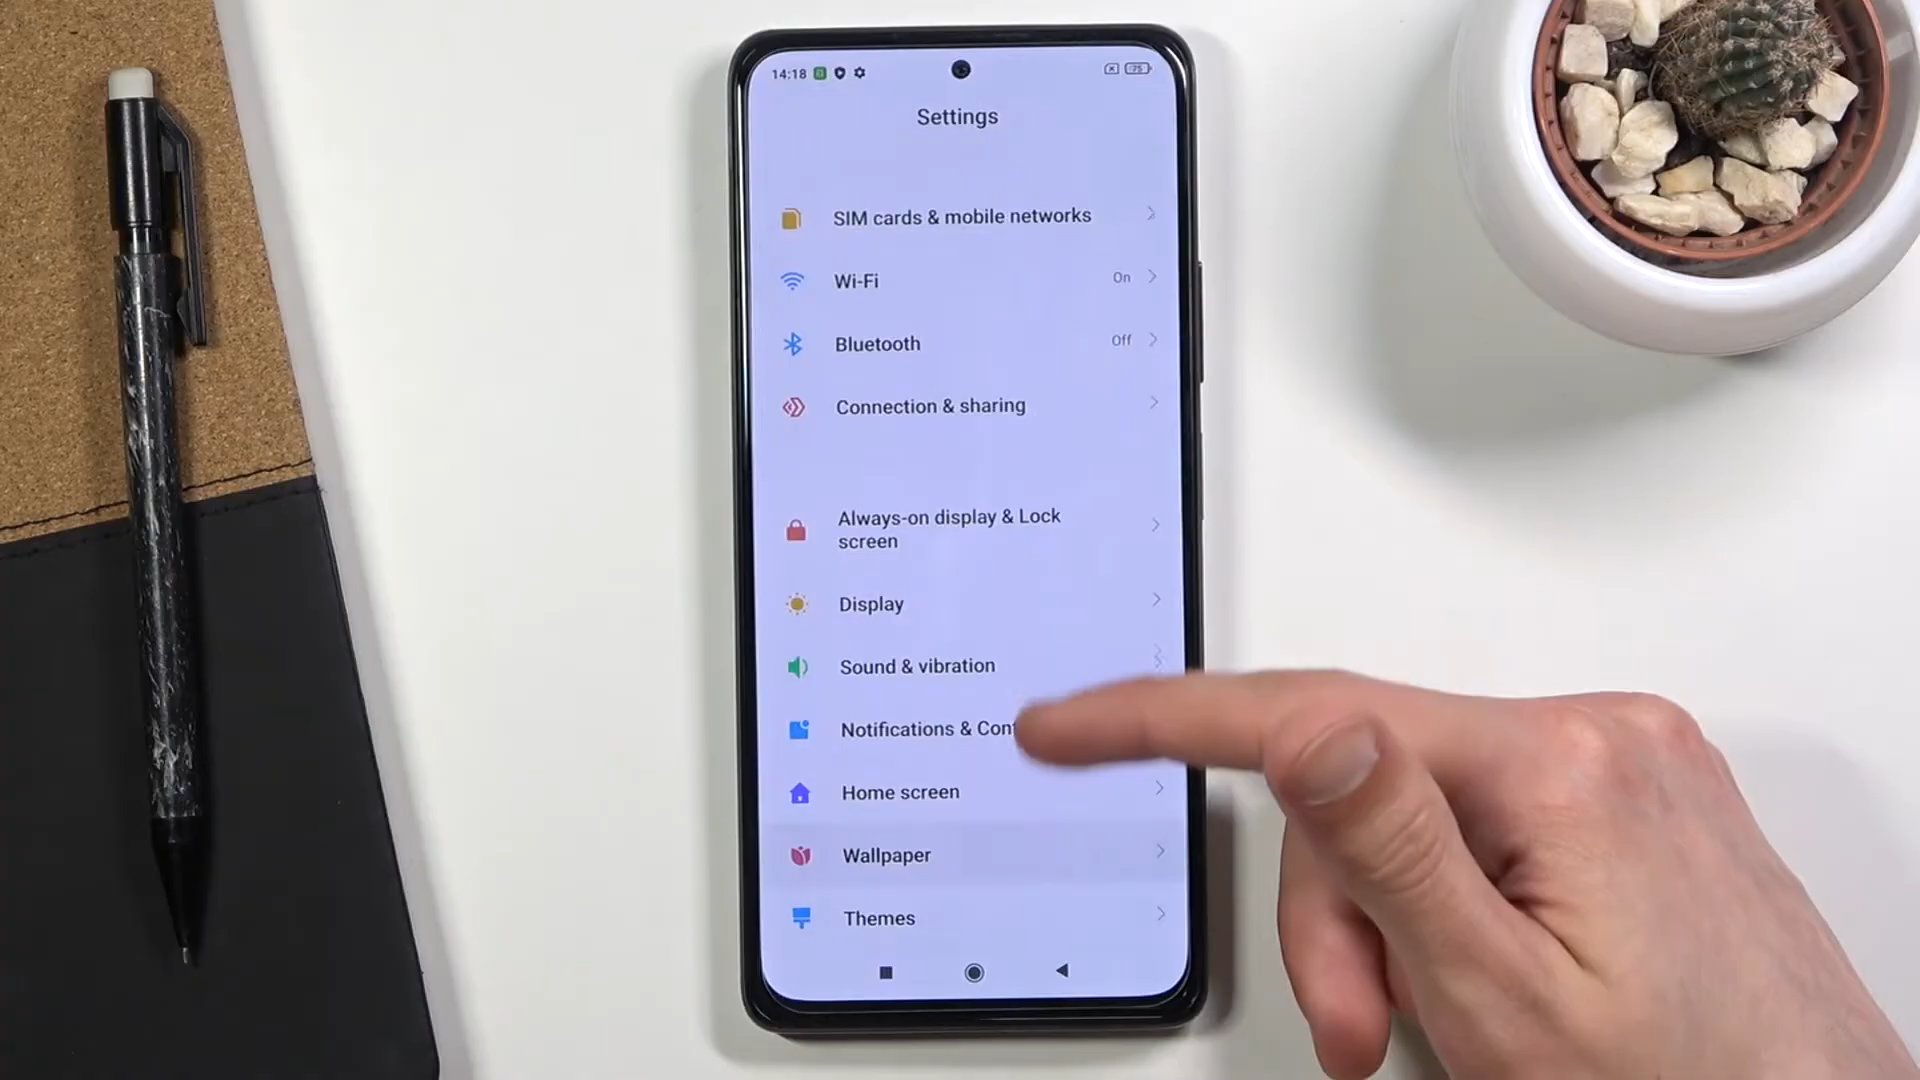 14:18
75
Settings
SIM cards & mobile networks
Wi-Fi On
Bluetooth Off
Connection & sharing
Always-on display & Lock
screen
Display
Sound & vibration
Notifications &
Home screen
Wallpaper
Themes